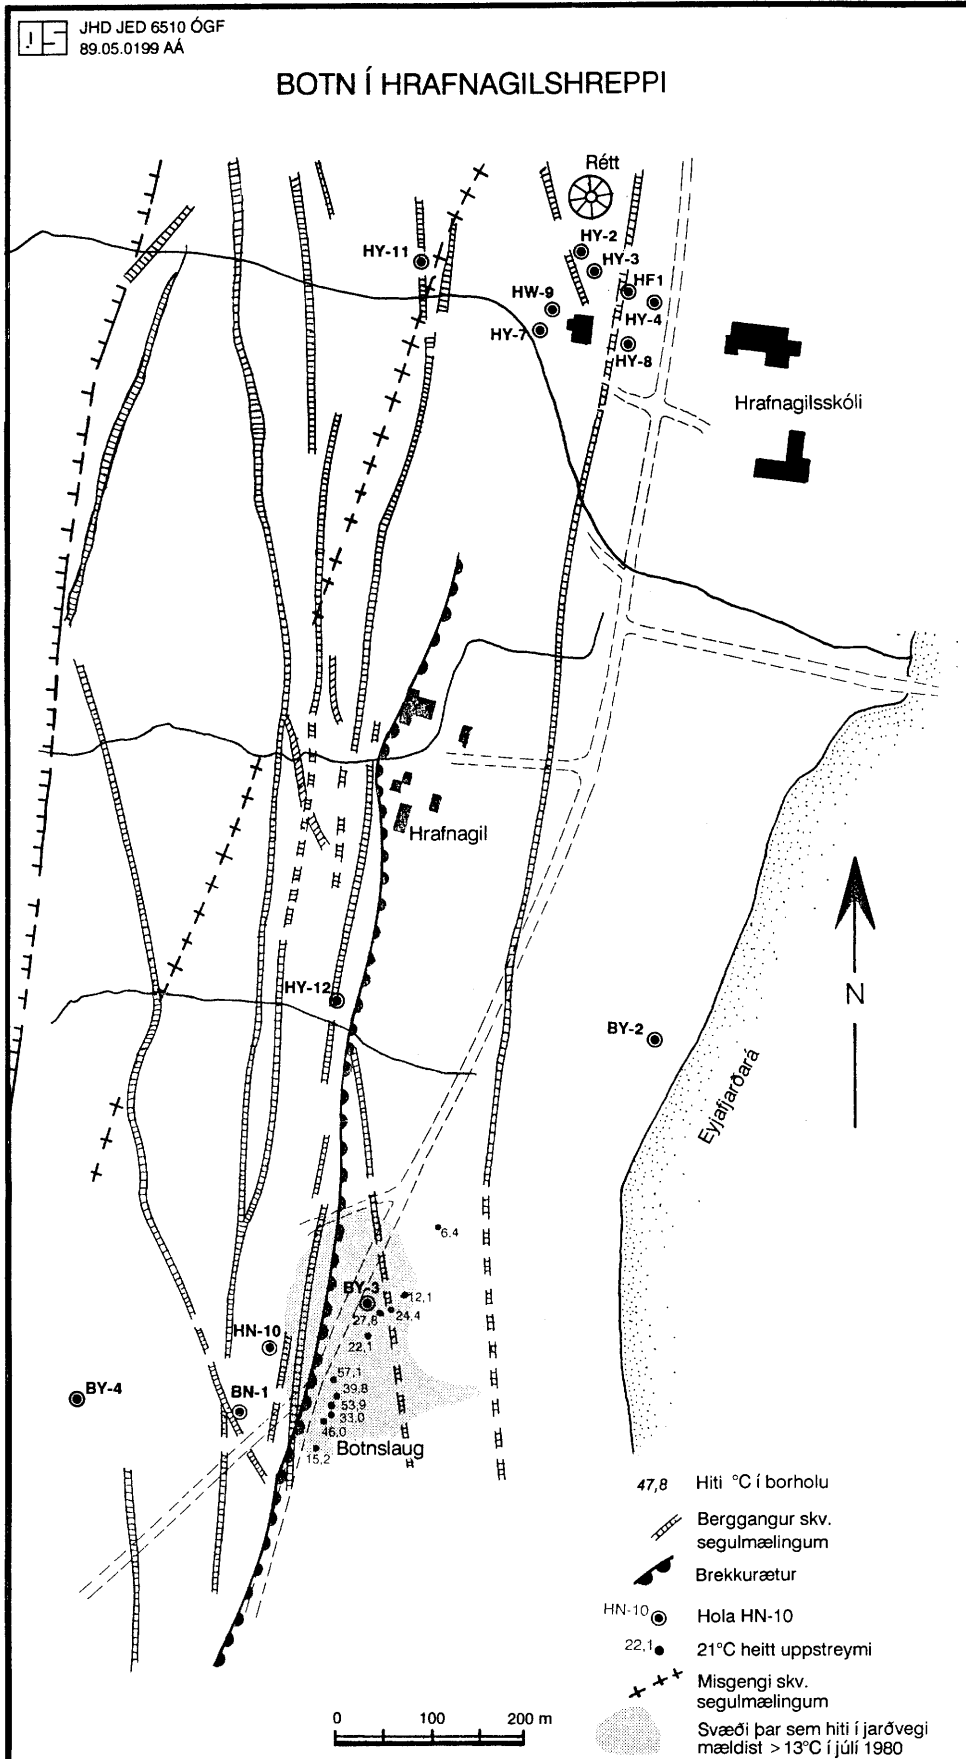 JHD JED 6510 ÓGF
89.05.0199 AÁ
BOTN Í HRAFNAGILSHREPPI
Rétt
HY-2
HY-11
HY-3
HF1
HW-9
HY-4
HY-7
HY-8
Hrafnagilsskóli
Hrafnagil
HY-12
N
BY-2
Eyjafjarðará
6.4
BY-3
12,1
27,8
24,4
HN-10
22,1
57,1
BY-4
39,8
BN-1
53,9
33,0
46,0
Botnslaug
15,2
47,8 Hiti °C í borholu
Berggangur skv.
segulmælingum
Brekkurætur
HN-10 Hola HN-10
22,1 21°C heitt uppstreymi
Misgengi skv.
segulmælingum
Svæði þar sem hiti í jarðvegi
mældist > 13°C í júlí 1980
0 100 200 m